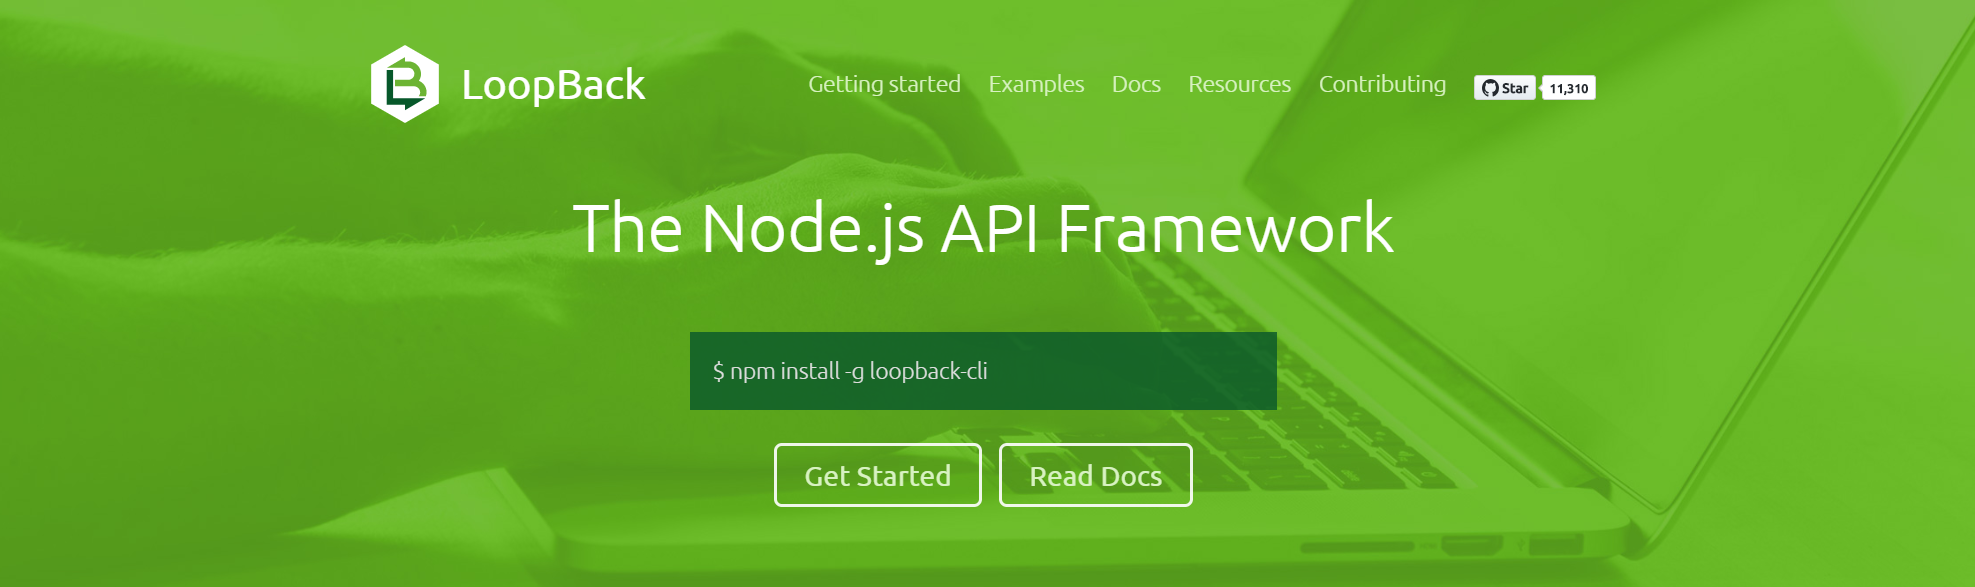 LoopBack
Getting started Examples Docs Resources Contributing Star 11,310
The Node.js API Framework
$ npm install -g loopback-cli
Get Started Read Docs